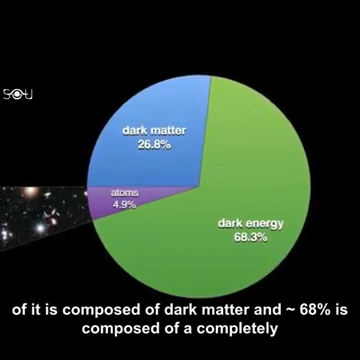 SOU
dark matter
26.8%
atoms
4.9%
dark energy
68.3%
of it is composed of dark matter and ~ 68% is
composed of a completely